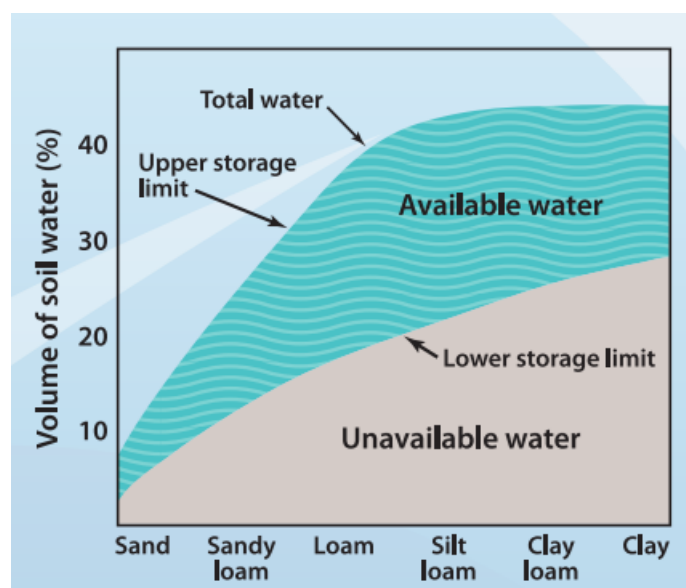 Total water
Upper storage
limit
Available water
Lower storage limit
Unavailable water
Volume of soil water (%)
40
30
20
10
Sand
Sandy
loam
Loam
Silt
loam
Clay
loam
Clay